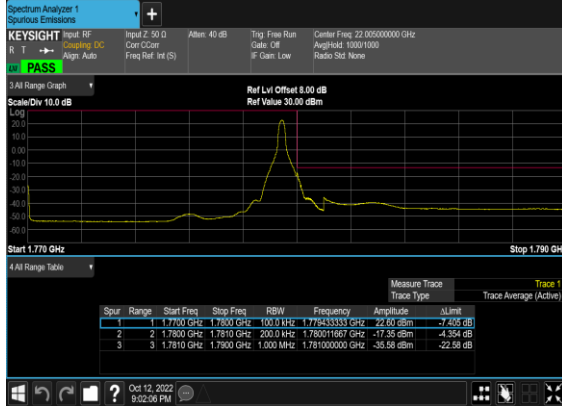 Spectrum Analyzer 1
Spurious Emissions
+
KEYSIGHT Input: RF Input Z: 50 Ω Atten: 40 dB Trig: Free Run Center Freq: 22.005000000 GHz
R T Coupling: DC Corr CCorr Gate: Off Avg|Hold: 1000/1000
Align: Auto Freq Ref: Int (S) IF Gain: Low Radio Std: None
PASS
3 All Range Graph
Ref Lvl Offset 8.00 dB
Scale/Div 10.0 dB Ref Value 30.00 dBm
Log
20.0
10.0
0.00
-10.0
-20.0
-30.0
-40.0
-50.0
-60.0
Start 1.770 GHz Stop 1.790 GH
4 All Range Table
Measure Trace Trace 1
Trace Type Trace Average (Active)
Spur Range Start Freq Stop Freq RBW Frequency Amplitude ΔLimit
1 1 1.7700 GHz 1.7800 GHz 100.0 kHz 1.779433333 GHz 22.60 dBm -7.405 dB
2 2 1.7800 GHz 1.7810 GHz 200.0 kHz 1.780011667 GHz -17.35 dBm -4.354 dB
3 3 1.7810 GHz 1.7900 GHz 1.000 MHz 1.781000000 GHz -35.58 dBm -22.58 dB
? Oct 12, 2022
9:02:06 PM